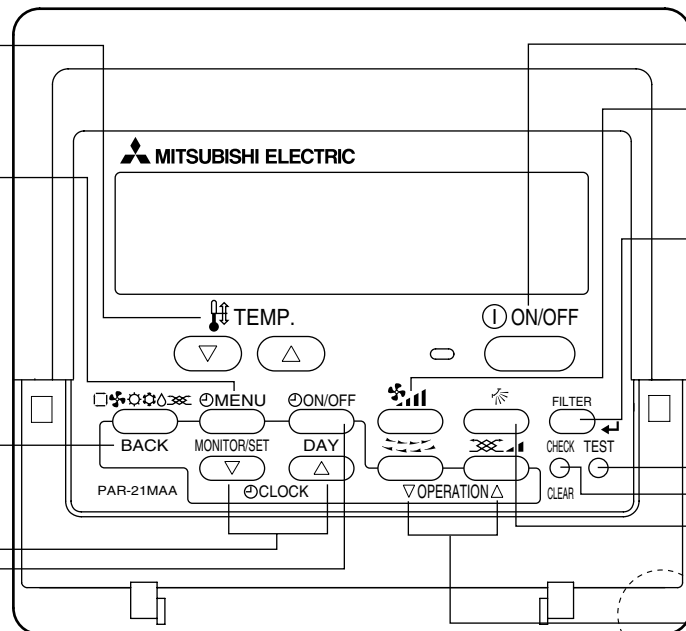 MITSUBISHI ELECTRIC
TEMP.
ON/OFF
MENU
ON/OFF
FILTER
BACK
MONITOR/SET
DAY
CHECK
TEST
PAR-21MAA
CLOCK
OPERATION
CLEAR